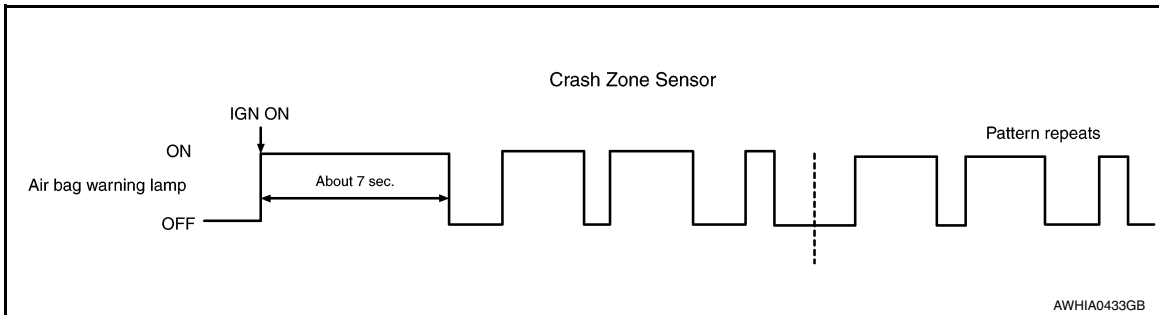 Crash Zone Sensor
IGN ON
Pattern repeats
ON
Air bag warning lamp
About 7 sec.
OFF
AWHIA0433GB